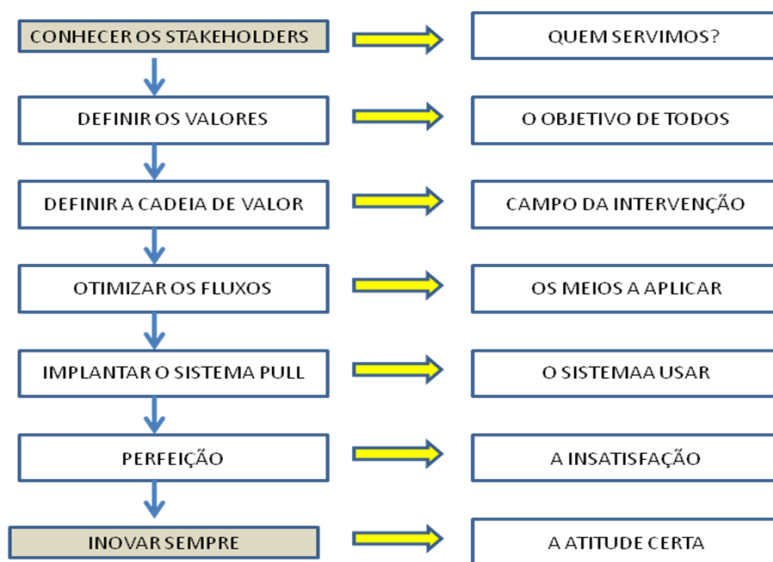 CONHECER OS STAKEHOLDERS
QUEM SERVIMOS?
DEFINIR OS VALORES
O OBJETIVO DE TODOS
DEFINIR A CADEIA DE VALOR
CAMPO DA INTERVENÇÃO
OTIMIZAR OS FLUXOS
OS MEIOS A APLICAR
IMPLANTAR O SISTEMA PULL
O SISTEMAA USAR
PERFEIÇÃO
A INSATISFAÇÃO
INOVAR SEMPRE
A ATITUDE CERTA